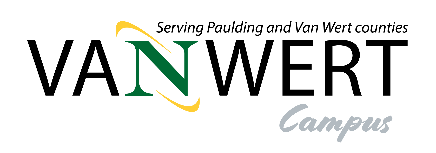 Serving Paulding and Van Wert counties
VANWERT
Campus